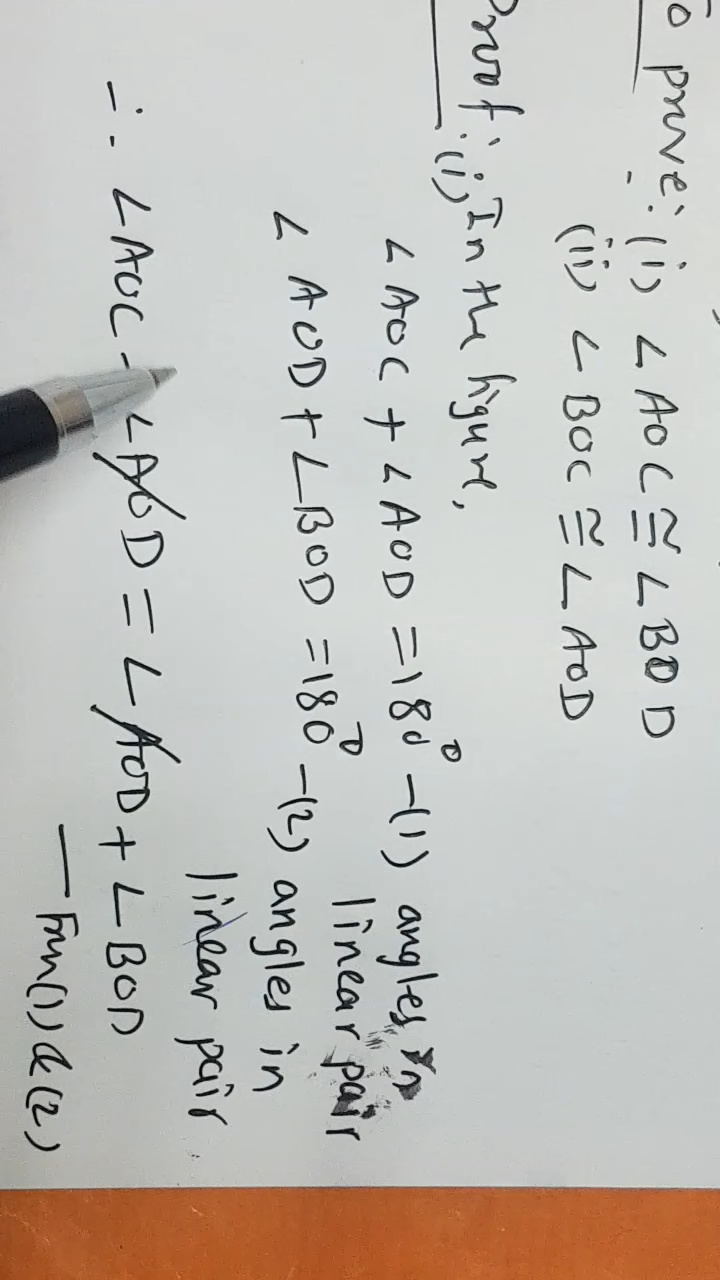 To prove: (i) ∠AOC ≅ ∠BOD
(ii) ∠BOC ≅ ∠AOD
Proof: (i) In the figure,
∠AOC + ∠AOD = 180° -(1) angles in
linear pair
∠AOD + ∠BOD = 180° -(2) angles in
linear pair
∴ ∠AOC ∠AOD = ∠AOD + ∠BOD
— From (1) & (2)